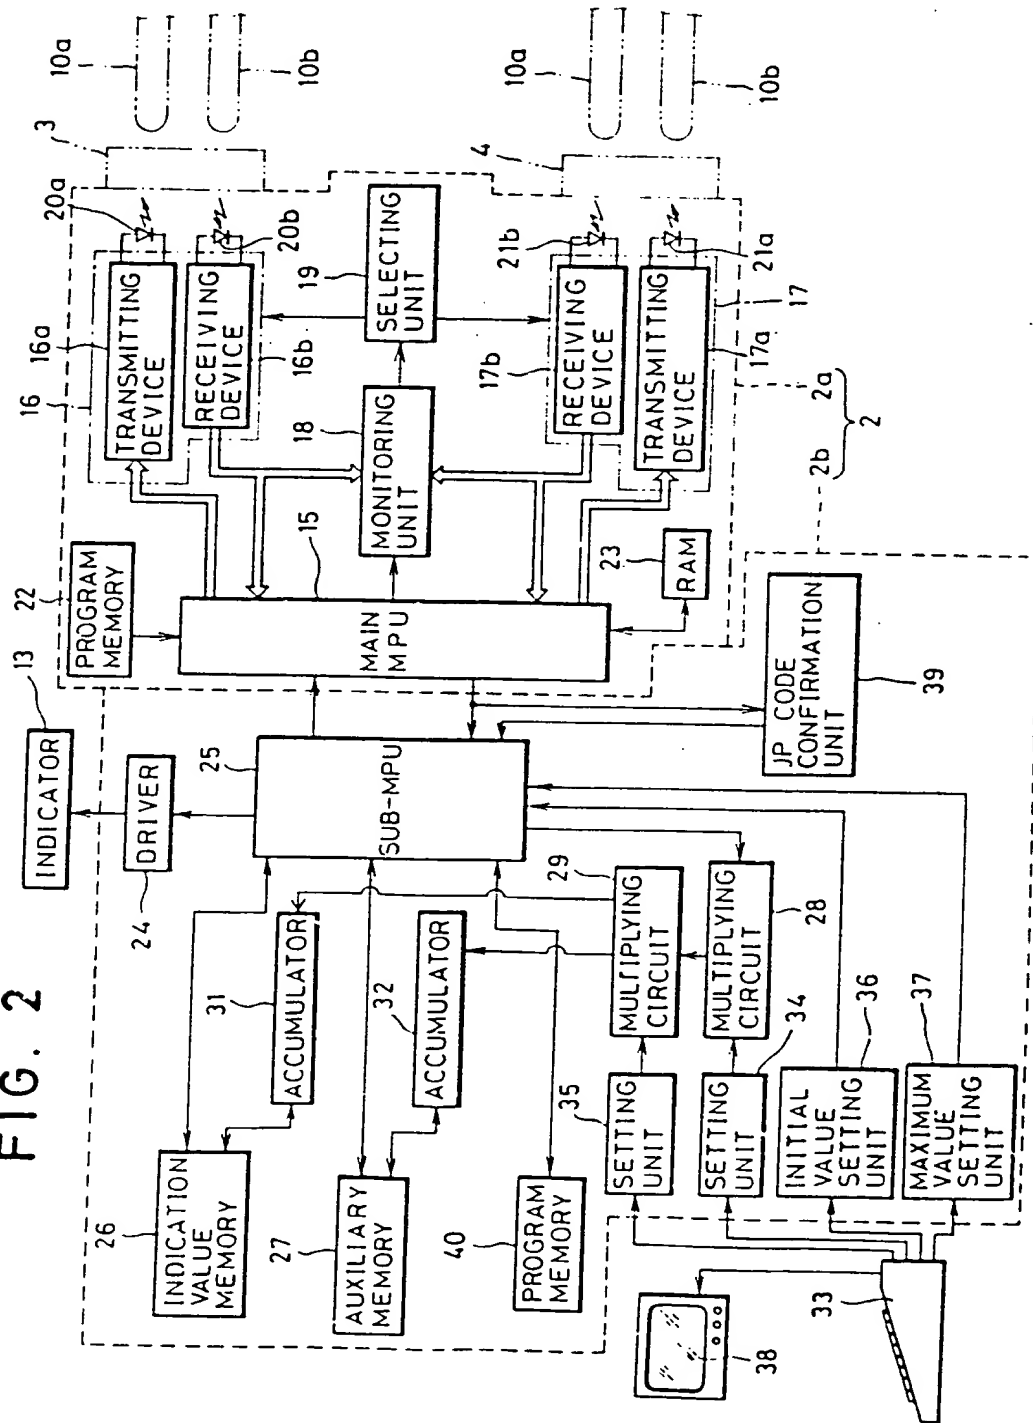 FIG. 2
INDICATOR
13
DRIVER
24
SUB-MPU
25
INDICATION
VALUE
MEMORY
26
ACCUMULATOR
31
AUXILIARY
MEMORY
27
ACCUMULATOR
32
PROGRAM
MEMORY
40
MULTIPLYING
CIRCUIT
29
MULTIPLYING
CIRCUIT
28
SETTING
UNIT
35
SETTING
UNIT
34
INITIAL
VALUE
SETTING
UNIT
36
MAXIMUM
VALUE
SETTING
UNIT
37
33
38
JP CODE
CONFIRMATION
UNIT
39
PROGRAM
MEMORY
22
MAIN
MPU
15
RAM
23
MONITORING
UNIT
18
SELECTING
UNIT
19
16
TRANSMITTING
DEVICE
16a
RECEIVING
DEVICE
16b
20a
20b
3
10a
10b
RECEIVING
DEVICE
17b
TRANSMITTING
DEVICE
17a
17
21b
21a
4
10a
10b
2a
2b
2